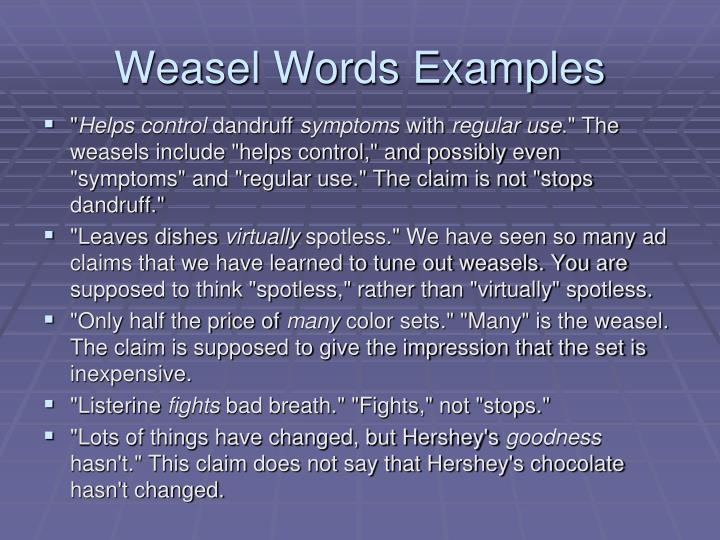 Weasel Words Examples
"Helps control dandruff symptoms with regular use." The
weasels include "helps control," and possibly even
"symptoms" and "regular use." The claim is not "stops
dandruff."
"Leaves dishes virtually spotless." We have seen so many ad
claims that we have learned to tune out weasels. You are
supposed to think "spotless," rather than "virtually" spotless.
"Only half the price of many color sets." "Many" is the weasel.
The claim is supposed to give the impression that the set is
inexpensive.
"Listerine fights bad breath." "Fights," not "stops."
"Lots of things have changed, but Hershey's goodness
hasn't." This claim does not say that Hershey's chocolate
hasn't changed.